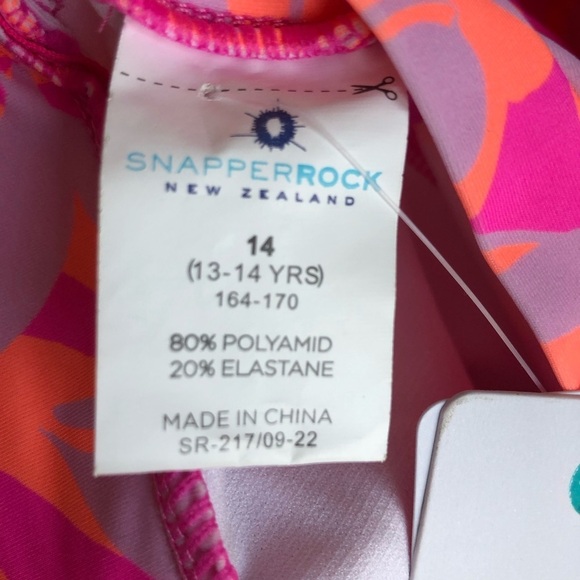 SNAPPERROCK
NEW ZEALAND
14
(13-14 YRS)
164-170
80% POLYAMID
20% ELASTANE
MADE IN CHINA
SR-217/09-22